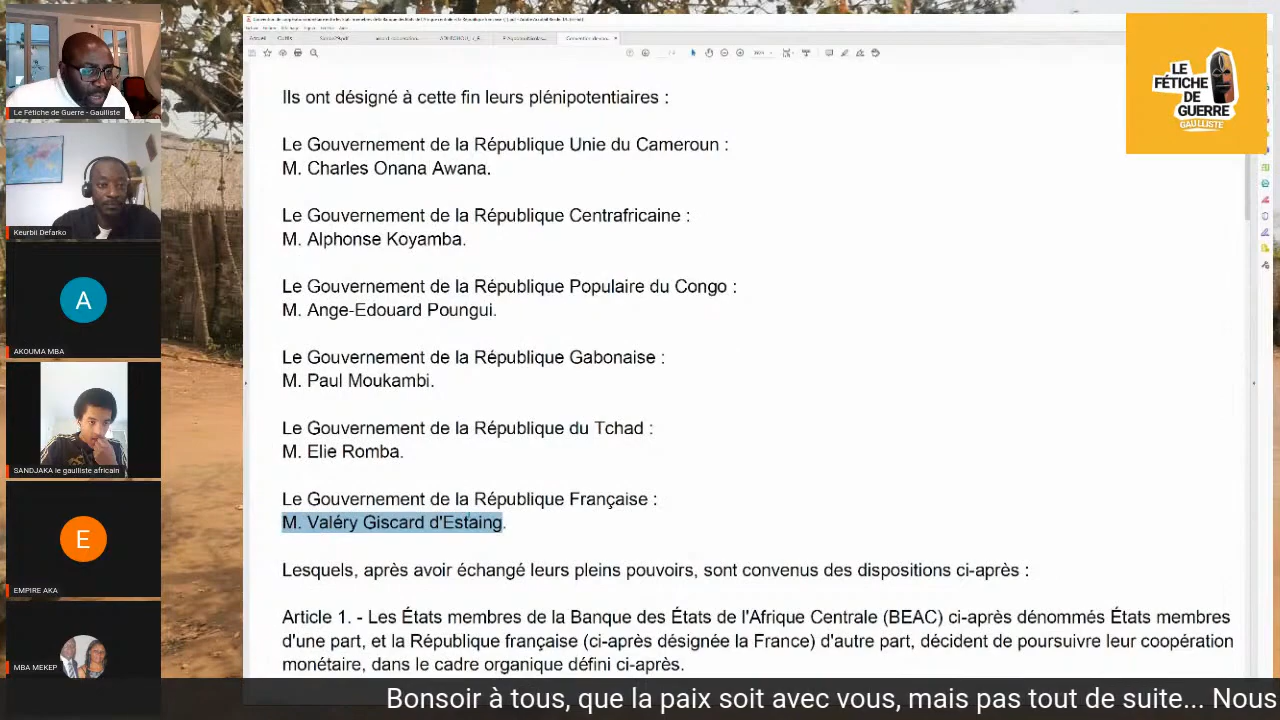 Le Fétiche de Guerre - Gaulliste
Keurbii Defarko
A
AKOUMA MBA
SANDJAKA le gaulliste africain
E
EMPIRE AKA
MBA MEKEP
Accueil Outils
Ils ont désigné à cette fin leurs plénipotentiaires :
Le Gouvernement de la République Unie du Cameroun :
M. Charles Onana Awana.
Le Gouvernement de la République Centrafricaine :
M. Alphonse Koyamba.
Le Gouvernement de la République Populaire du Congo :
M. Ange-Edouard Poungui.
Le Gouvernement de la République Gabonaise :
M. Paul Moukambi.
Le Gouvernement de la République du Tchad :
M. Elie Romba.
Le Gouvernement de la République Française :
M. Valéry Giscard d'Estaing.
Lesquels, après avoir échangé leurs pleins pouvoirs, sont convenus des dispositions ci-après :
Article 1. - Les États membres de la Banque des États de l'Afrique Centrale (BEAC) ci-après dénommés États membres
d'une part, et la République française (ci-après désignée la France) d'autre part, décident de poursuivre leur coopération
monétaire, dans le cadre organique défini ci-après.
LE
FÉTICHE
DE
GUERRE
GAULLISTE
Bonsoir à tous, que la paix soit avec vous, mais pas tout de suite... Nous